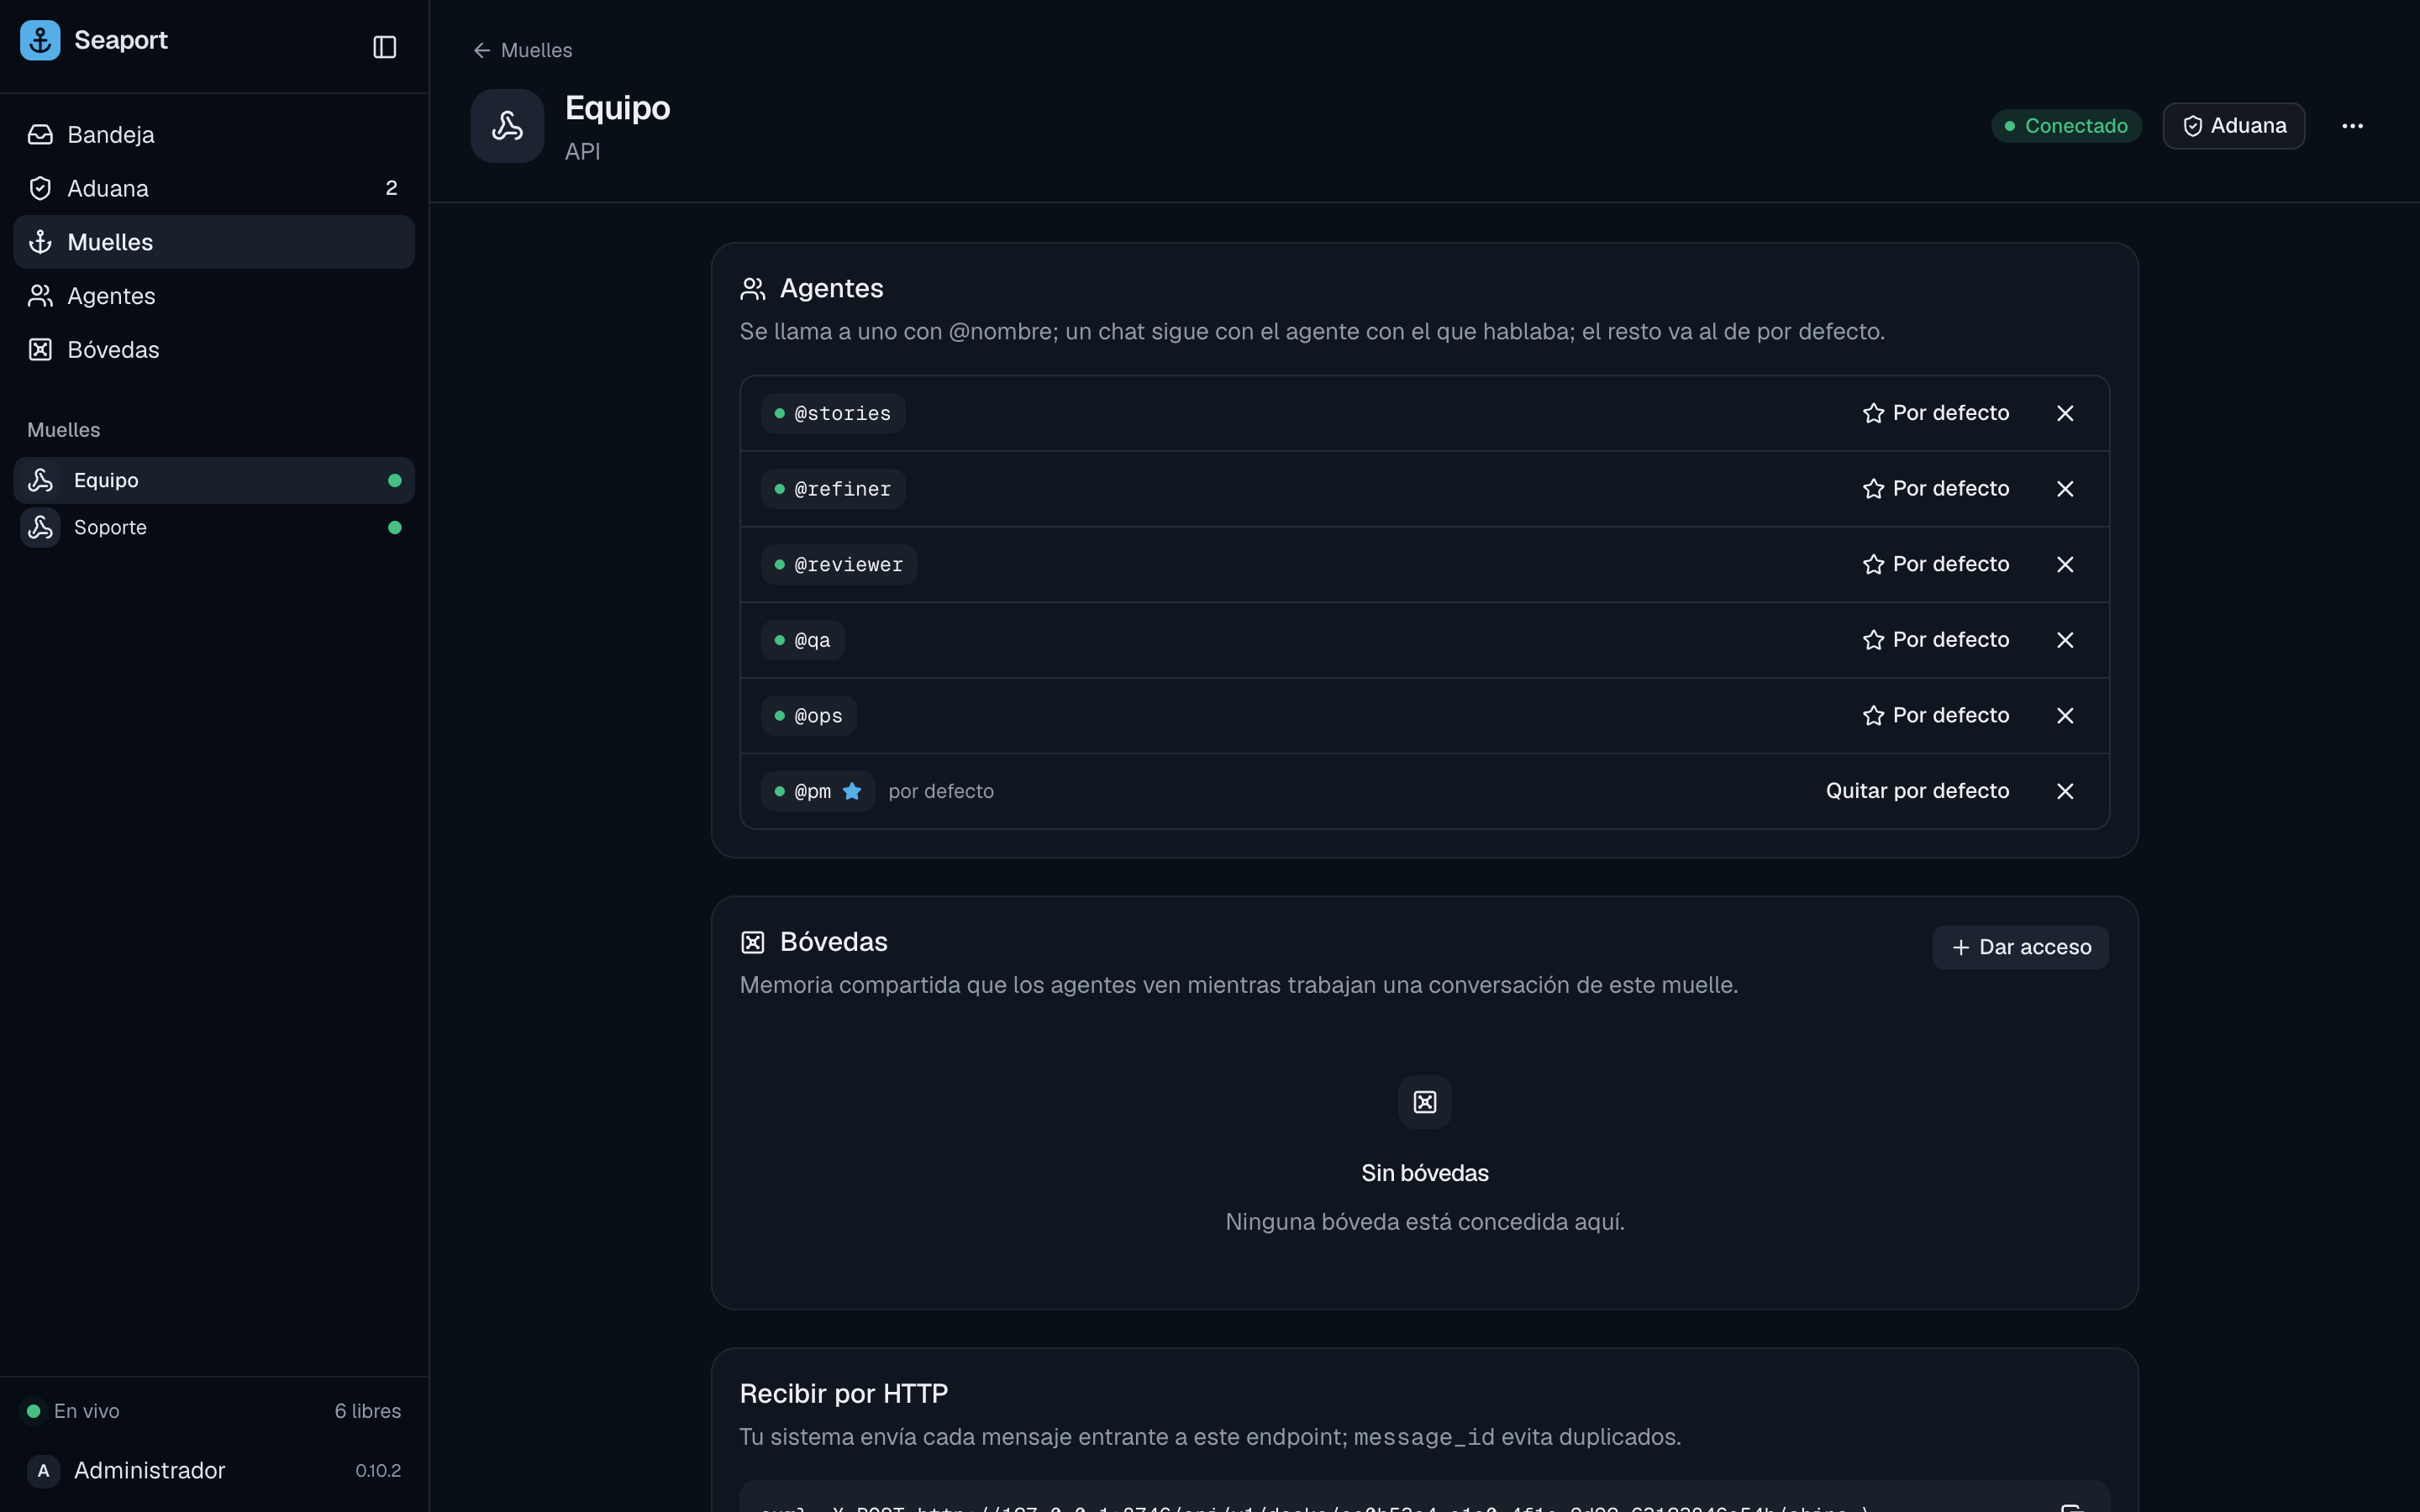 Seaport
Bandeja
Aduana 2
Muelles
Agentes
Bóvedas
Muelles
Equipo
Soporte
En vivo 6 libres
A Administrador 0.10.2
Muelles
Equipo
API
Conectado
Aduana
Agentes
Se llama a uno con @nombre; un chat sigue con el agente con el que hablaba; el resto va al de por defecto.
@stories Por defecto
@refiner Por defecto
@reviewer Por defecto
@qa Por defecto
@ops Por defecto
@pm por defecto Quitar por defecto
Bóvedas
Dar acceso
Memoria compartida que los agentes ven mientras trabajan una conversación de este muelle.
Sin bóvedas
Ninguna bóveda está concedida aquí.
Recibir por HTTP
Tu sistema envía cada mensaje entrante a este endpoint; message_id evita duplicados.